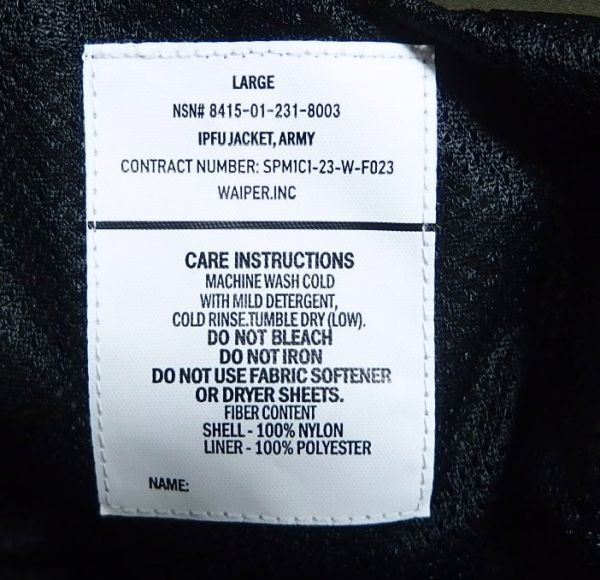 LARGE
NSN# 8415-01-231-8003
IPFU JACKET, ARMY
CONTRACT NUMBER: SPM1C1-23-W-F023
WAIPER.INC
CARE INSTRUCTIONS
MACHINE WASH COLD
WITH MILD DETERGENT,
COLD RINSE.TUMBLE DRY (LOW).
DO NOT BLEACH
DO NOT IRON
DO NOT USE FABRIC SOFTENER
OR DRYER SHEETS.
FIBER CONTENT
SHELL - 100% NYLON
LINER - 100% POLYESTER
NAME: